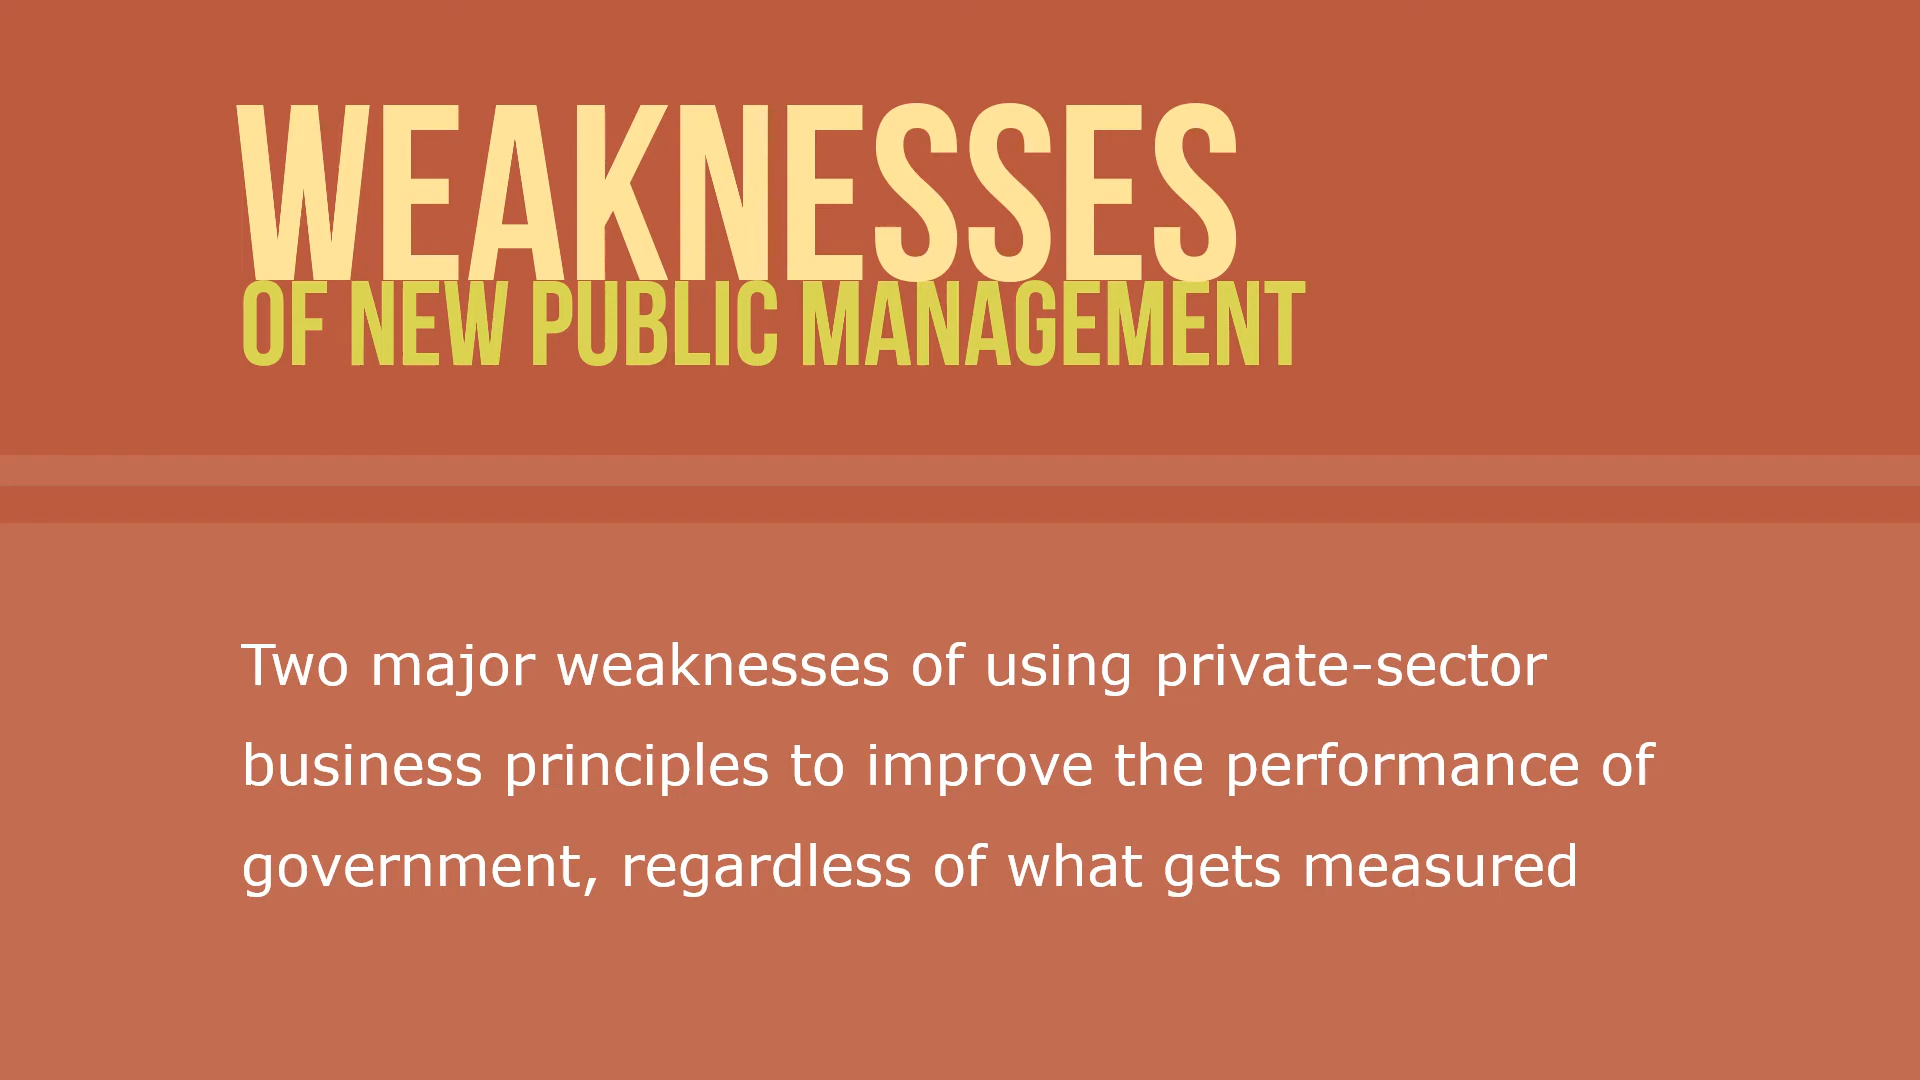 WEAKNESSES
OF NEW PUBLIC MANAGEMENT
Two major weaknesses of using private-sector
business principles to improve the performance of
government, regardless of what gets measured